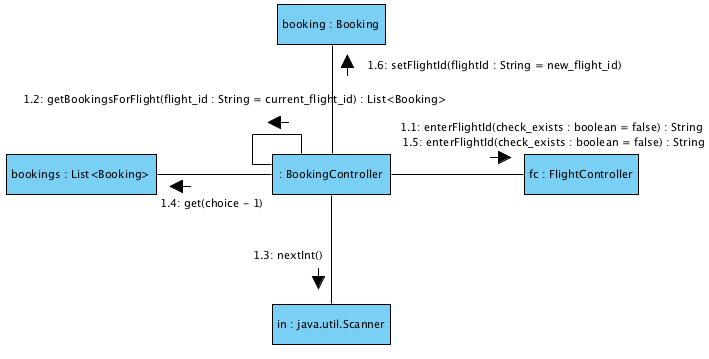 booking : Booking
1.6: setFlightId(flightId : String = new_flight_id)
1.2: getBookingsForFlight(flight_id : String = current_flight_id) : List<Booking>
1.1: enterFlightId(check_exists : boolean = false) : String
1.5: enterFlightId(check_exists : boolean = false) : String
bookings : List<Booking>
: BookingController
fc : FlightController
1.4: get(choice - 1)
1.3: nextInt()
in : java.util.Scanner